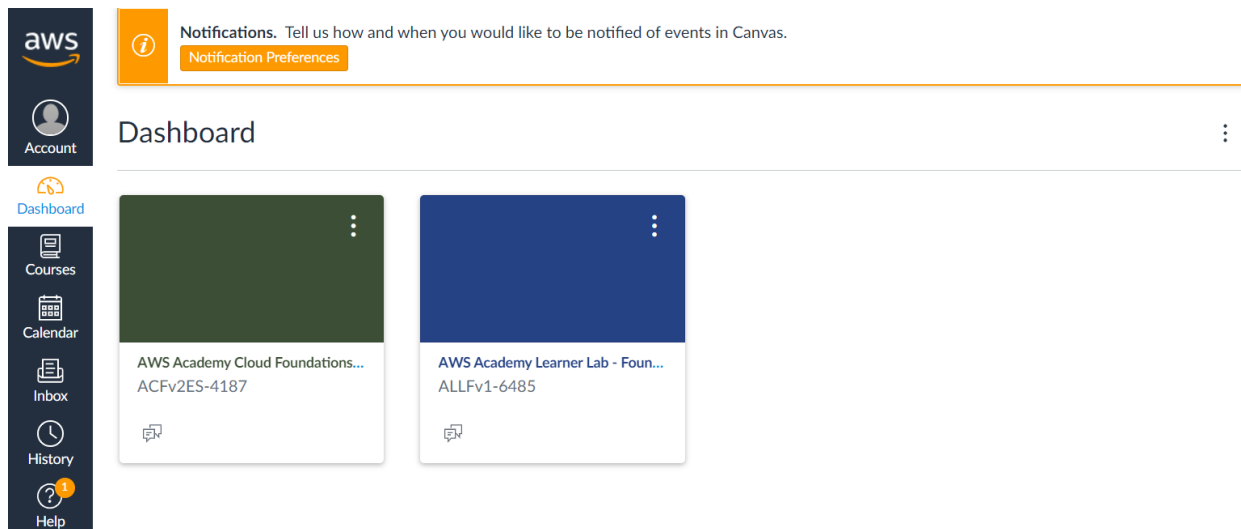 aws
Account
Dashboard
Courses
Calendar
Inbox
History
1
Help
Notifications. Tell us how and when you would like to be notified of events in Canvas.
Notification Preferences
Dashboard
AWS Academy Cloud Foundations...
ACFv2ES-4187
AWS Academy Learner Lab - Foun...
ALLFv1-6485